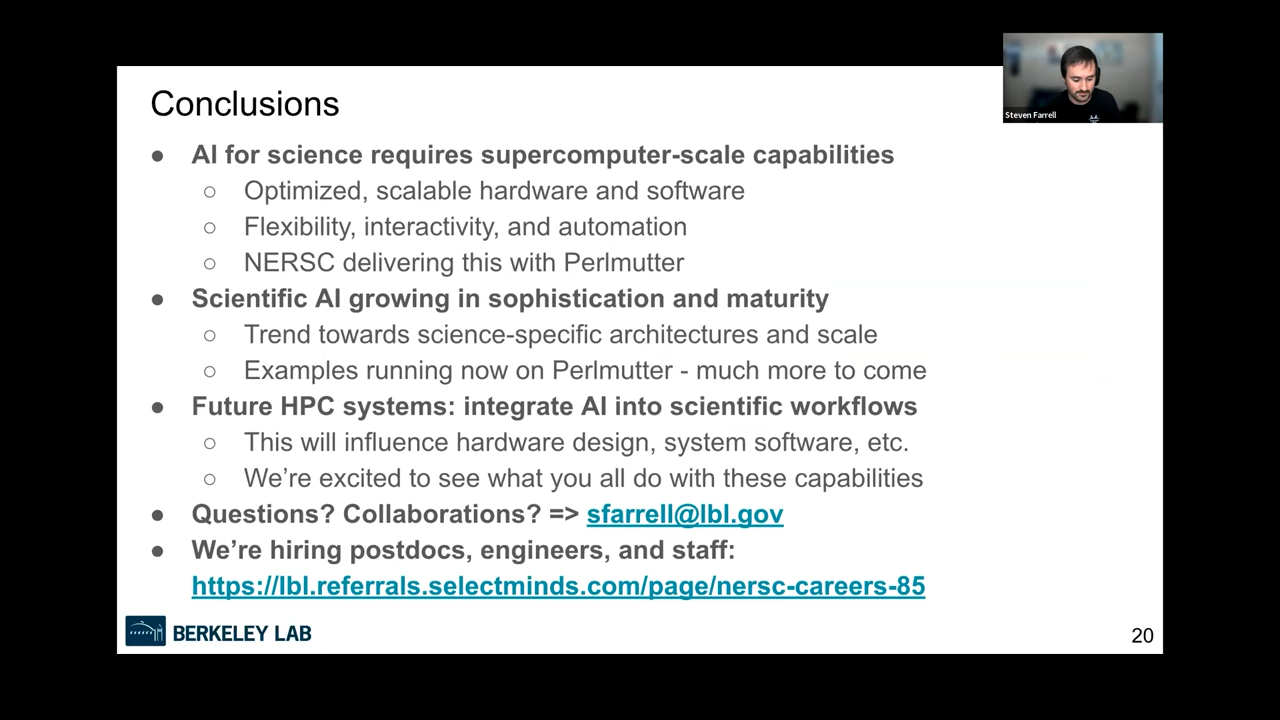 Steven Farrell
Conclusions
● AI for science requires supercomputer-scale capabilities
○ Optimized, scalable hardware and software
○ Flexibility, interactivity, and automation
○ NERSC delivering this with Perlmutter
● Scientific AI growing in sophistication and maturity
○ Trend towards science-specific architectures and scale
○ Examples running now on Perlmutter - much more to come
● Future HPC systems: integrate AI into scientific workflows
○ This will influence hardware design, system software, etc.
○ We’re excited to see what you all do with these capabilities
● Questions? Collaborations? => sfarrell@lbl.gov
● We’re hiring postdocs, engineers, and staff:
https://lbl.referrals.selectminds.com/page/nersc-careers-85
BERKELEY LAB
20